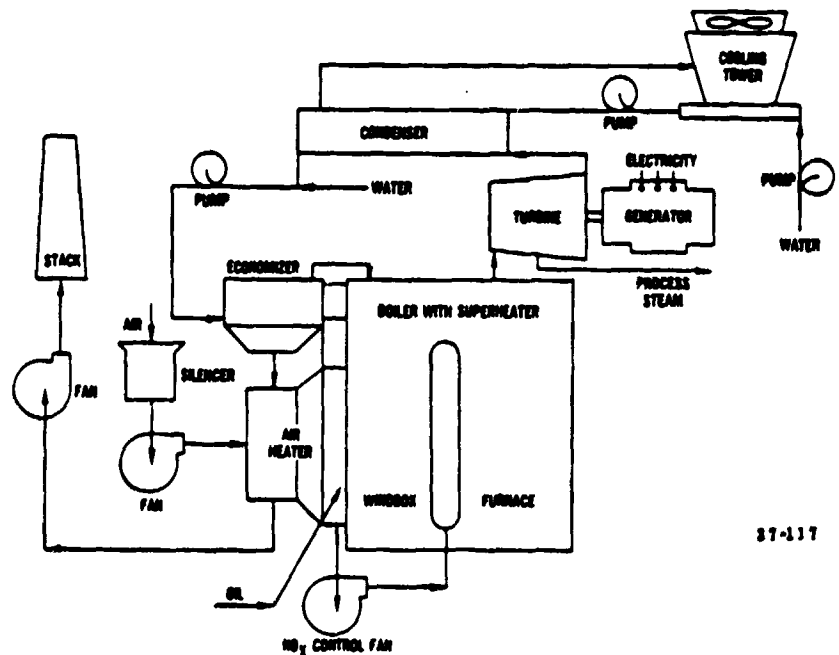 COOLING
TOWER
PUMP
CONDENSER
ELECTRICITY
PUMP
WATER
PUMP
TURBINE
GENERATOR
WATER
STACK
ECONOMIZER
PROCESS
STEAM
BOILER WITH SUPERHEATER
AIR
SILENCER
FAN
AIR
HEATER
FAN
WINDBOX
FURNACE
87-117
OIL
NOX CONTROL FAN